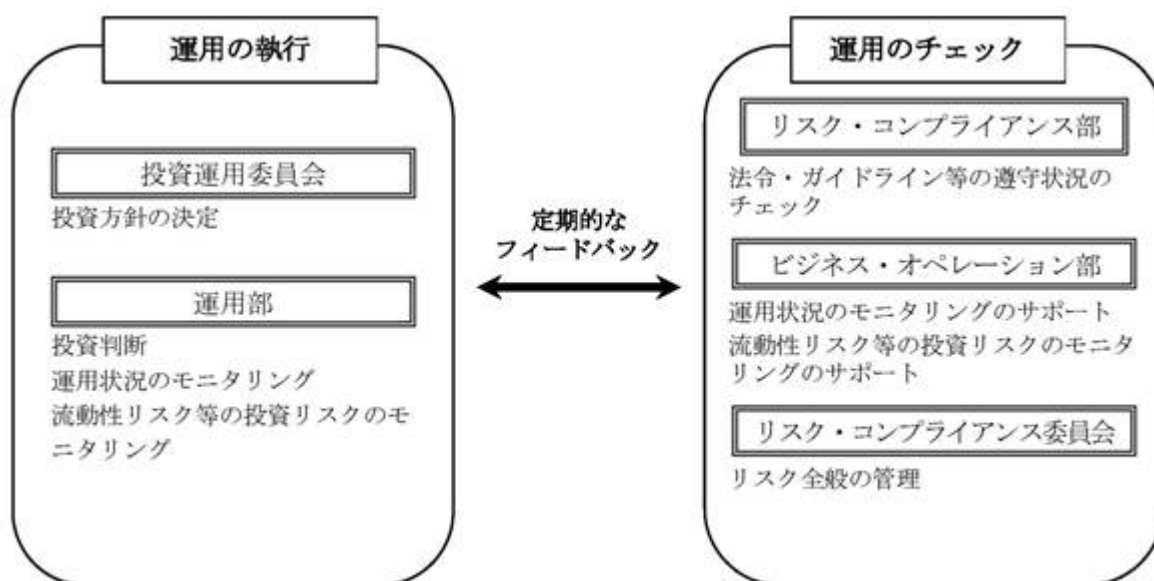 運用の執行
投資運用委員会
投資方針の決定
運用部
投資判断
運用状況のモニタリング
流動性リスク等の投資リスクのモ
ニタリング
定期的な
フィードバック
運用のチェック
リスク・コンプライアンス部
法令・ガイドライン等の遵守状況の
チェック
ビジネス・オペレーション部
運用状況のモニタリングのサポート
流動性リスク等の投資リスクのモニタ
リングのサポート
リスク・コンプライアンス委員会
リスク全般の管理